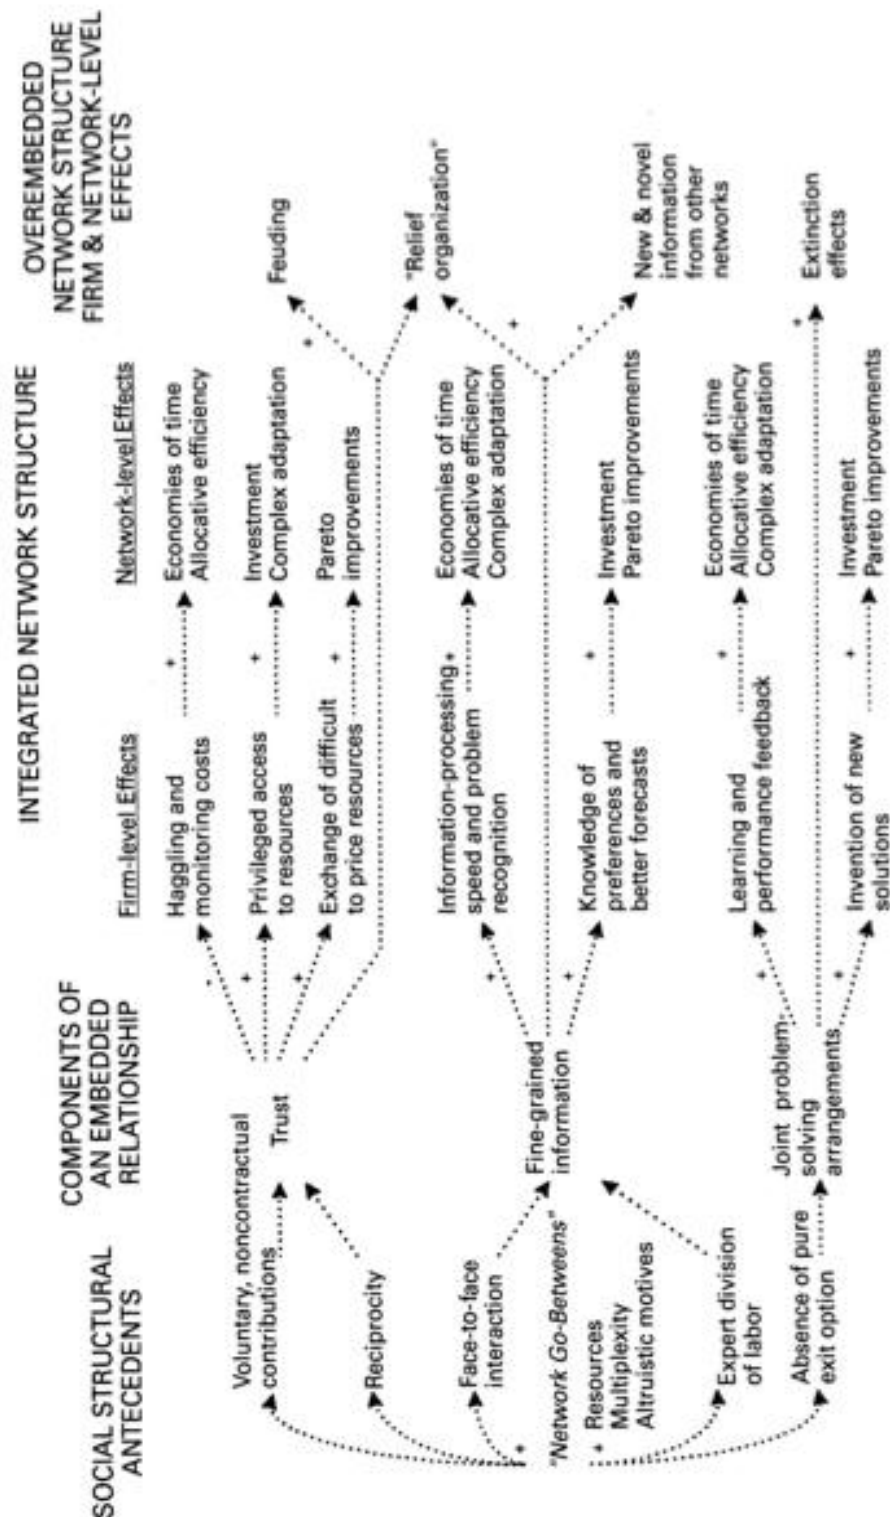 SOCIAL STRUCTURAL
ANTECEDENTS
COMPONENTS OF
AN EMBEDDED
RELATIONSHIP
INTEGRATED NETWORK STRUCTURE
Firm-level Effects
Network-level Effects
OVEREMBEDDED
NETWORK STRUCTURE
FIRM & NETWORK-LEVEL
EFFECTS
Voluntary, noncontractual
contributions
Reciprocity
Face-to-face
interaction
+
"Network Go-Betweens"
+ Resources
Multiplexity
Altruistic motives
Expert division
of labor
Absence of pure
exit option
Trust
Fine-grained
information
Joint problem-
solving
arrangements
-
+
+
+
+
+
+
Haggling and
monitoring costs
Privileged access
to resources
Exchange of difficult
to price resources
Information-processing
speed and problem
recognition
Knowledge of
preferences and
better forecasts
Learning and
performance feedback
Invention of new
solutions
+
+
+
+
+
+
+
Economies of time
Allocative efficiency
Investment
Complex adaptation
Pareto
improvements
Economies of time
Allocative efficiency
Complex adaptation
Investment
Pareto improvements
Economies of time
Allocative efficiency
Complex adaptation
Investment
Pareto improvements
+
+
-
+
Feuding
"Relief
organization"
New & novel
information
from other
networks
Extinction
effects